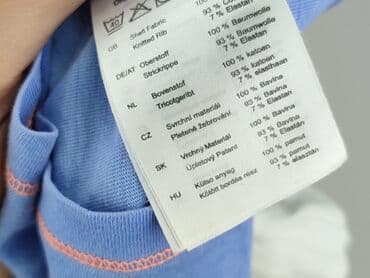 40
GB Shell Fabric
Knitted Rib
93 %
7 % Elastan
DE/AT Oberstoff 100 % Baumwolle
Strickrippe 93 % Baumwolle
7 % Elastan
NL Bovenstof 100 % katoen
Tricotgeribt 93 % katoen
7 % elasthaan
CZ Svrchní materiál 100 % Bavlna
Pletené žebrování 93 % Bavlna
7 % Elastan
SK Vrchný Materiál 100 % Bavlna
Úpletový Patent 93 % Bavlna
7 % Elastan
HU Külső anyag 100 % pamut
Kötött bordás rész 93 % pamut
7 % elasztán